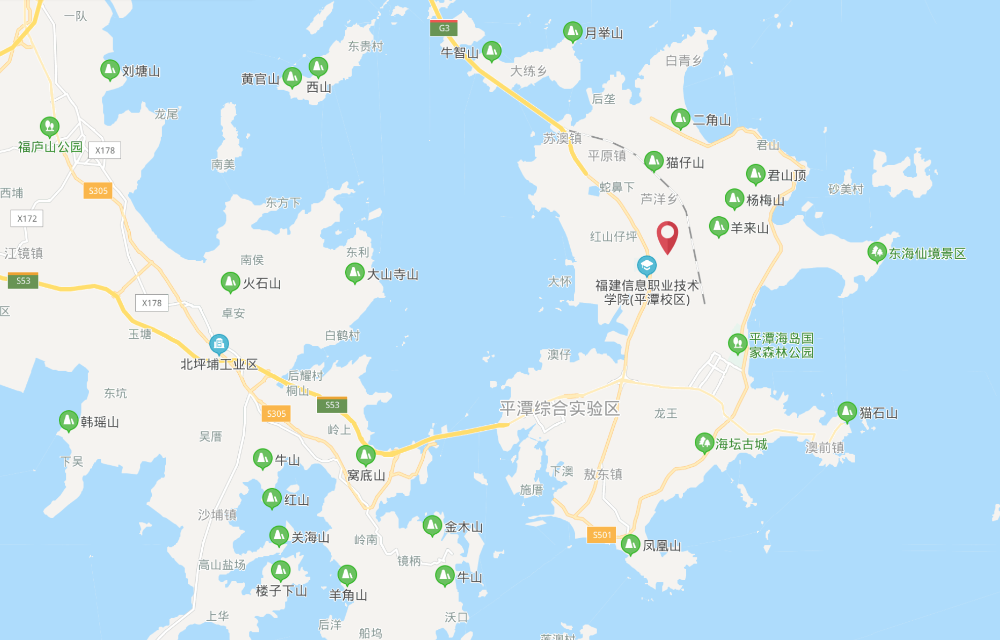 一队
G3
月举山
东贵村
牛智山
白青乡
刘塘山
大练乡
黄官山
西山
后垄
龙尾
二角山
苏澳镇
福庐山公园
君山
X178
平原镇
南美
猫仔山
君山顶
蛇鼻下
砂美村
S305
西埔
芦洋乡
杨梅山
东方下
X172
羊来山
红山仔坪
江镜镇
东利
东海仙境景区
南侯
大山寺山
S53
火石山
大怀
福建信息职业技术
学院(平潭校区)
X178
区
卓安
玉塘
白鹤村
平潭海岛国
家森林公园
澳仔
北坪埔工业区
后耀村
桐山
东坑
S53
平潭综合实验区
S305
龙王
猫石山
韩瑶山
岭上
吴厝
海坛古城
澳前镇
牛山
下吴
下澳
敖东镇
窝底山
施厝
红山
沙埔镇
金木山
S501
关海山
岭南
凤凰山
镜柄
高山盐场
牛山
楼子下山
羊角山
上华
沃口
后洋
船坞
莲澳村